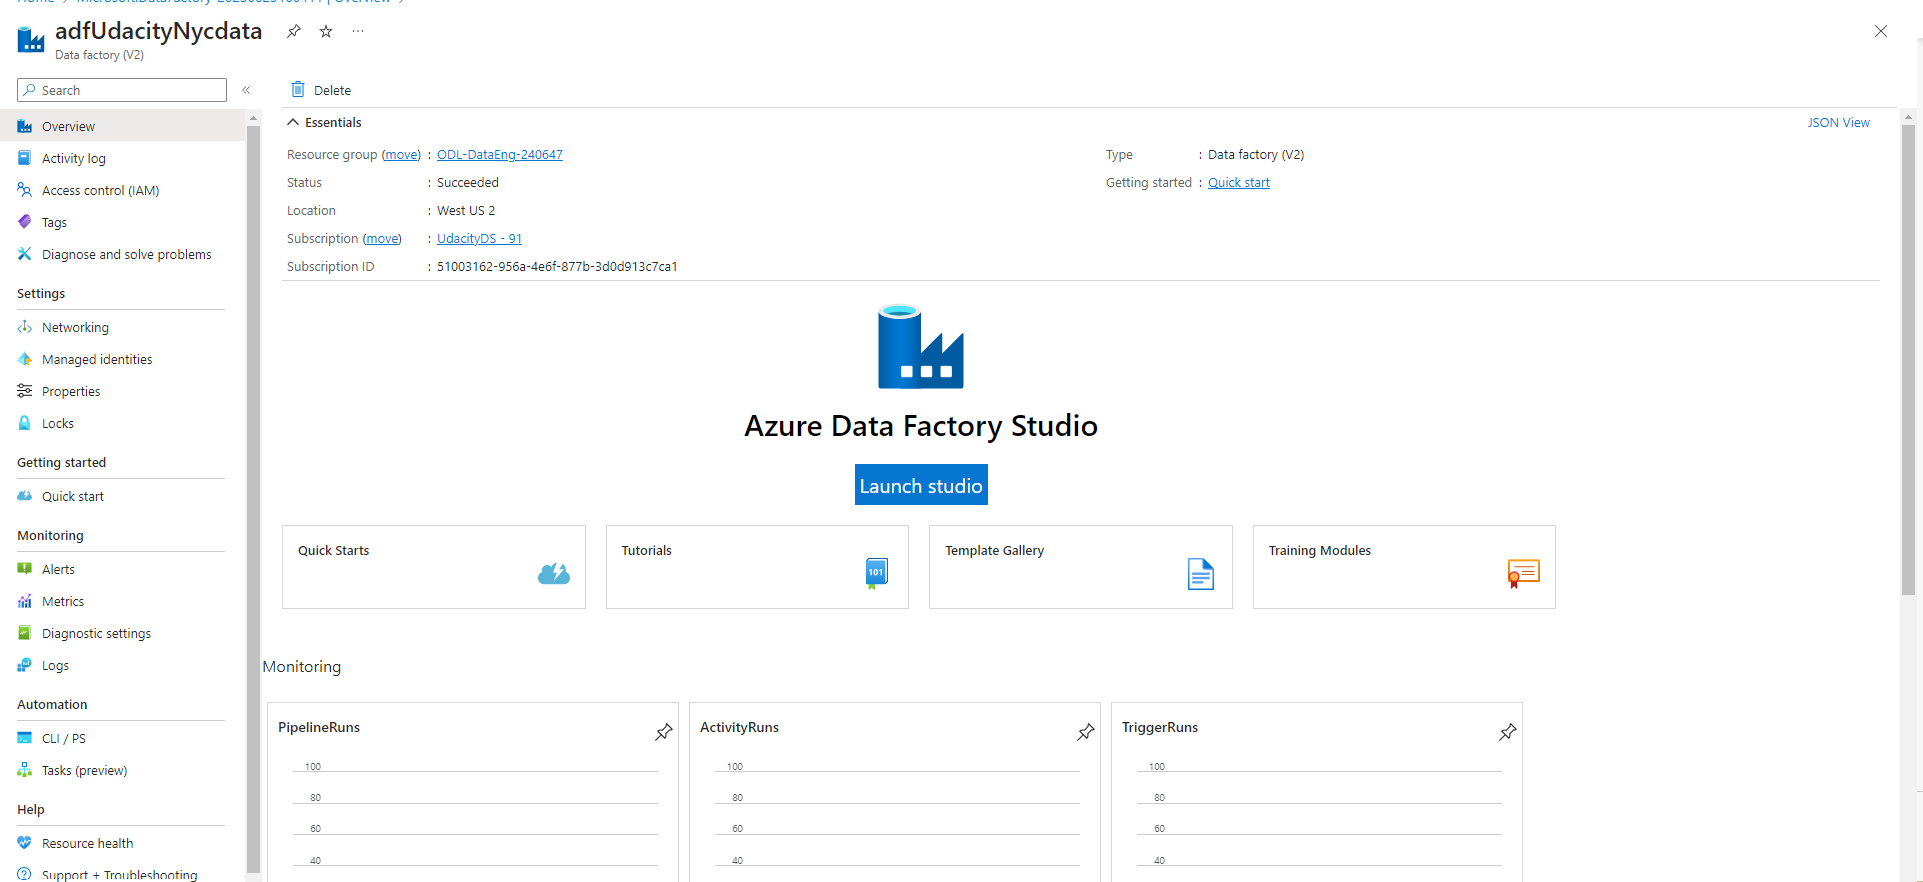 Home > Microsoft.DataFactory-20230823100444 | Overview >
adfUdacityNycdata
Data factory (V2)
Search
Delete
Overview
Activity log
Access control (IAM)
Tags
Diagnose and solve problems
Settings
Networking
Managed identities
Properties
Locks
Getting started
Quick start
Monitoring
Alerts
Metrics
Diagnostic settings
Logs
Automation
CLI / PS
Tasks (preview)
Help
Resource health
Support + Troubleshooting
Essentials
JSON View
Resource group (move) : ODL-DataEng-240647
Status : Succeeded
Location : West US 2
Subscription (move) : UdacityDS - 91
Subscription ID : 51003162-956a-4e6f-877b-3d0d913c7ca1
Type : Data factory (V2)
Getting started : Quick start
Azure Data Factory Studio
Launch studio
Quick Starts
Tutorials
101
Template Gallery
Training Modules
Monitoring
PipelineRuns
100
80
60
40
ActivityRuns
100
80
60
40
TriggerRuns
100
80
60
40